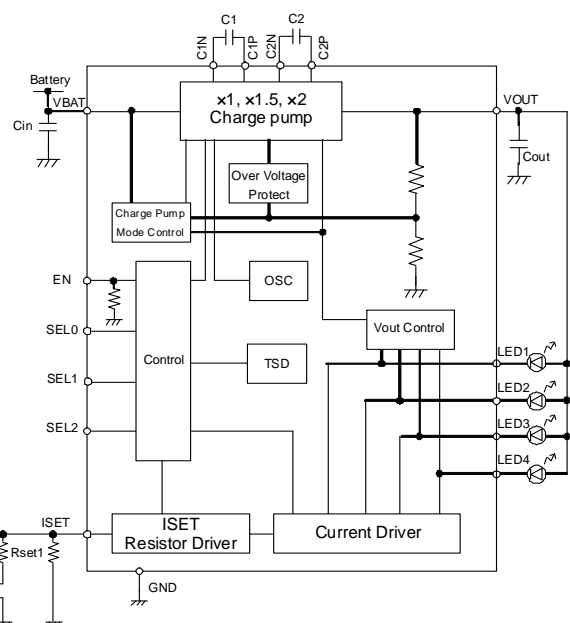 C1
C2
C1N
C1P
C2N
C2P
Battery
VBAT
×1, ×1.5, ×2
Charge pump
VOUT
Cin
Cout
Over Voltage
Protect
Charge Pump
Mode Control
EN
OSC
SEL0
Vout Control
Control
TSD
LED1
SEL1
LED2
SEL2
LED3
LED4
ISET
ISET
Resistor Driver
Current Driver
Rset1
GND